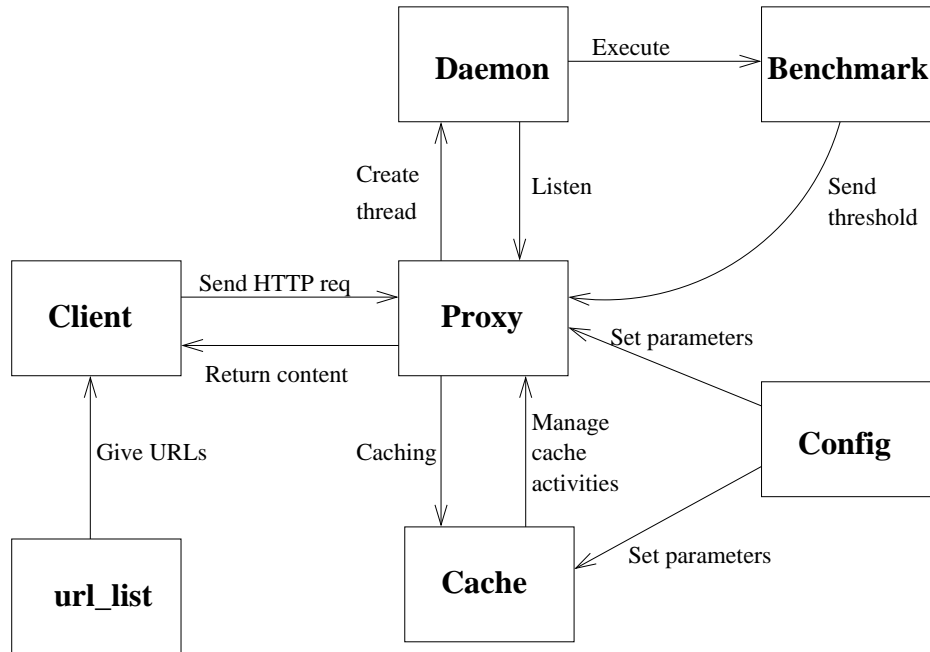 Daemon
Execute
Benchmark
Create
thread
Listen
Send
threshold
Client
Send HTTP req
Return content
Proxy
Set parameters
Give URLs
Caching
Manage
cache
activities
Config
Set parameters
url_list
Cache